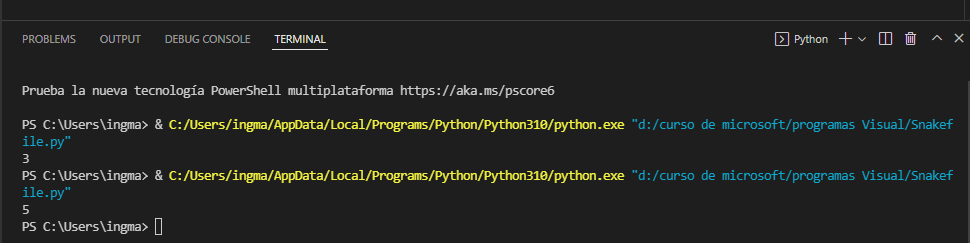 PROBLEMS OUTPUT DEBUG CONSOLE TERMINAL Python
Prueba la nueva tecnología PowerShell multiplataforma https://aka.ms/pscore6
PS C:\Users\ingma> & C:/Users/ingma/AppData/Local/Programs/Python/Python310/python.exe "d:/curso de microsoft/programas Visual/Snakef
ile.py"
3
PS C:\Users\ingma> & C:/Users/ingma/AppData/Local/Programs/Python/Python310/python.exe "d:/curso de microsoft/programas Visual/Snakef
ile.py"
5
PS C:\Users\ingma>